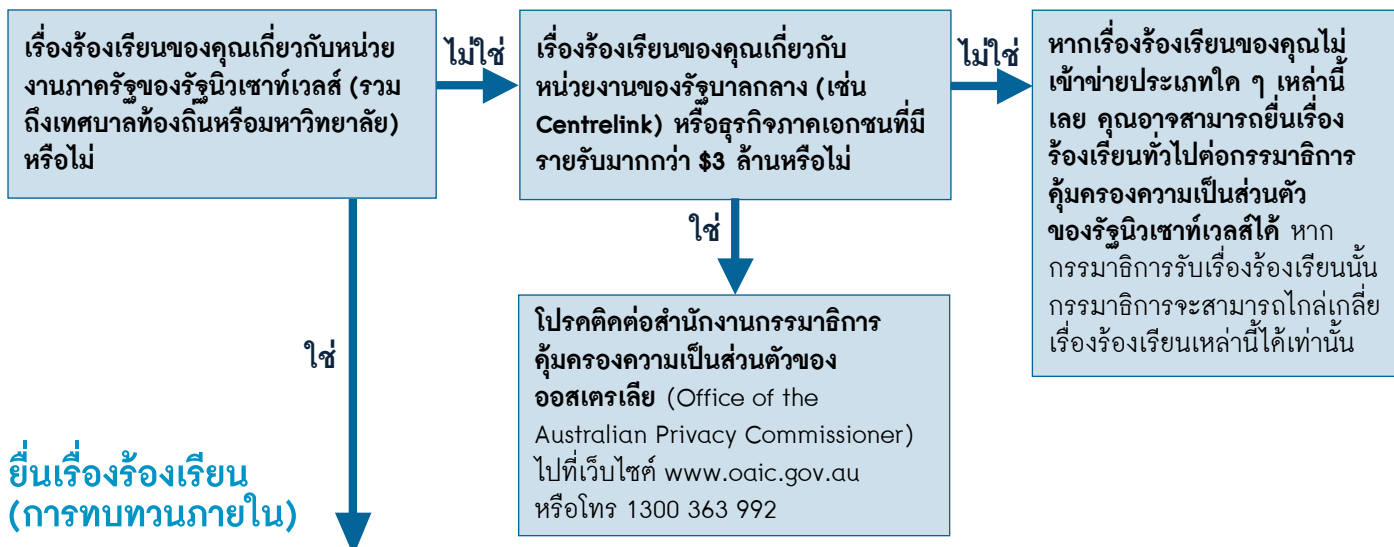 เรื่องร้องเรียนของคุณเกี่ยวกับหน่วย
งานภาครัฐของรัฐนิวเซาท์เวลส์ (รวม
ถึงเทศบาลท้องถิ่นหรือมหาวิทยาลัย)
หรือไม่
ไม่ใช่
เรื่องร้องเรียนของคุณเกี่ยวกับ
หน่วยงานของรัฐบาลกลาง (เช่น
Centrelink) หรือธุรกิจภาคเอกชนที่มี
รายรับมากกว่า $3 ล้านหรือไม่
ไม่ใช่
หากเรื่องร้องเรียนของคุณไม่
เข้าข่ายประเภทใด ๆ เหล่านี้
เลย คุณอาจสามารถยื่นเรื่อง
ร้องเรียนทั่วไปต่อกรรมาธิการ
คุ้มครองความเป็นส่วนตัว
ของรัฐนิวเซาท์เวลส์ได้ หาก
กรรมาธิการรับเรื่องร้องเรียนนั้น
กรรมาธิการจะสามารถไกล่เกลี่ย
เรื่องร้องเรียนเหล่านี้ได้เท่านั้น
ใช่
โปรดติดต่อสำนักงานกรรมาธิการ
คุ้มครองความเป็นส่วนตัวของ
ออสเตรเลีย (Office of the
Australian Privacy Commissioner)
ไปที่เว็บไซต์ www.oaic.gov.au
หรือโทร 1300 363 992
ใช่
ยื่นเรื่องร้องเรียน
(การทบทวนภายใน)